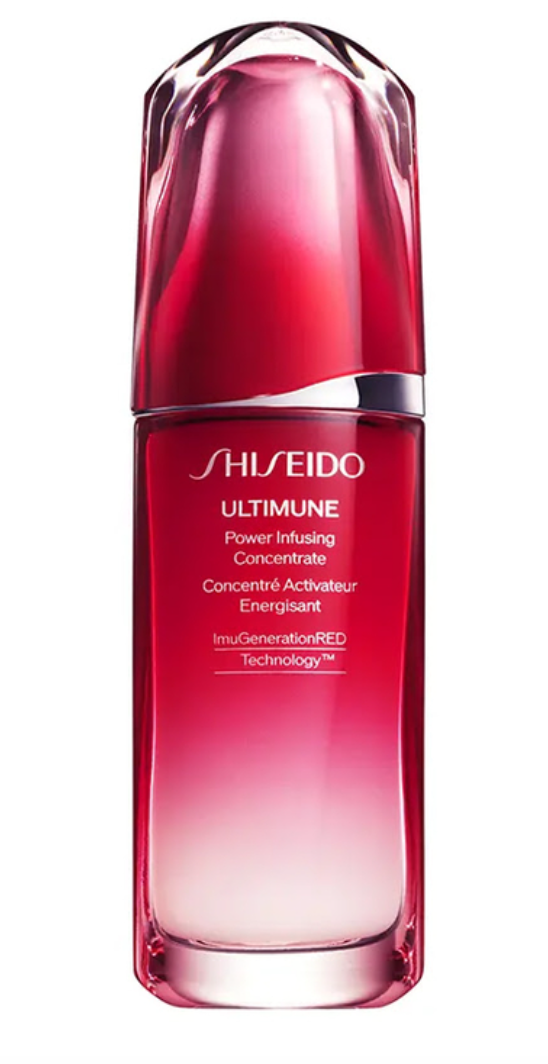 SHISEIDO
ULTIMUNE
Power Infusing
Concentrate
Concentré Activateur
Energisant
ImuGenerationRED
Technology™